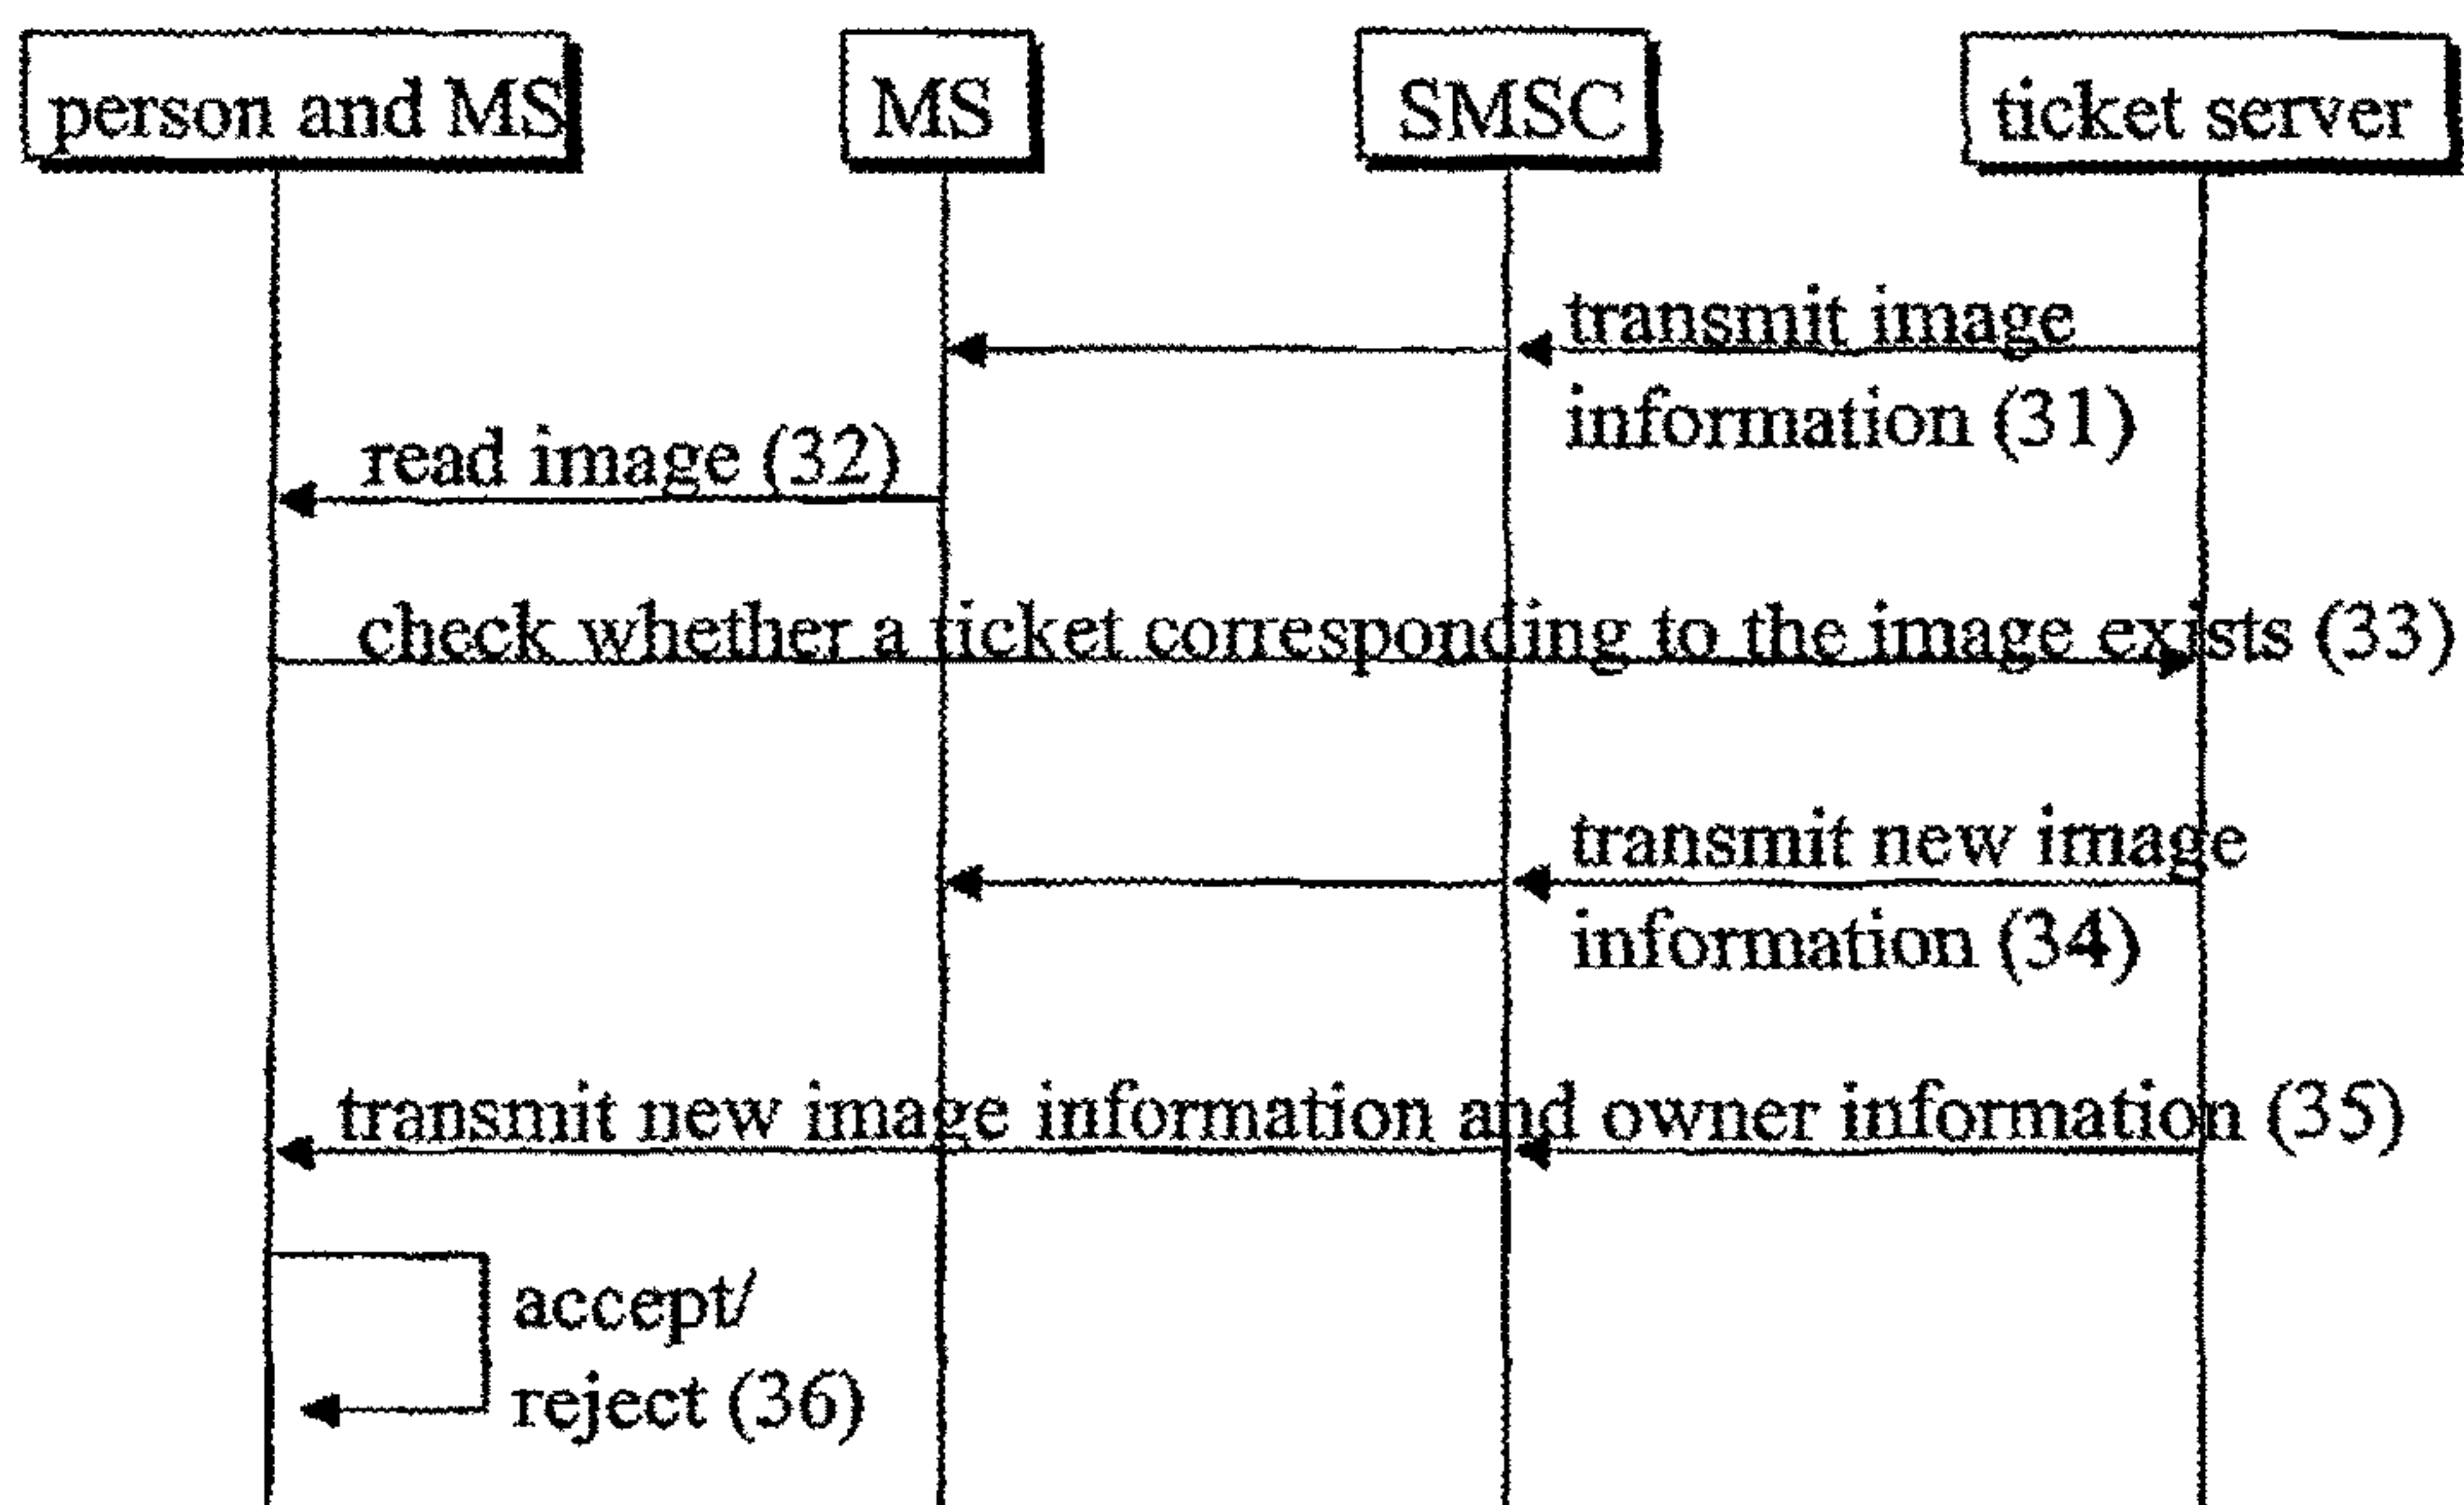 person and MS
MS
SMSC
ticket server
transmit image
information (31)
read image (32)
check whether a ticket corresponding to the image exists (33)
transmit new image
information (34)
transmit new image information and owner information (35)
accept/
reject (36)